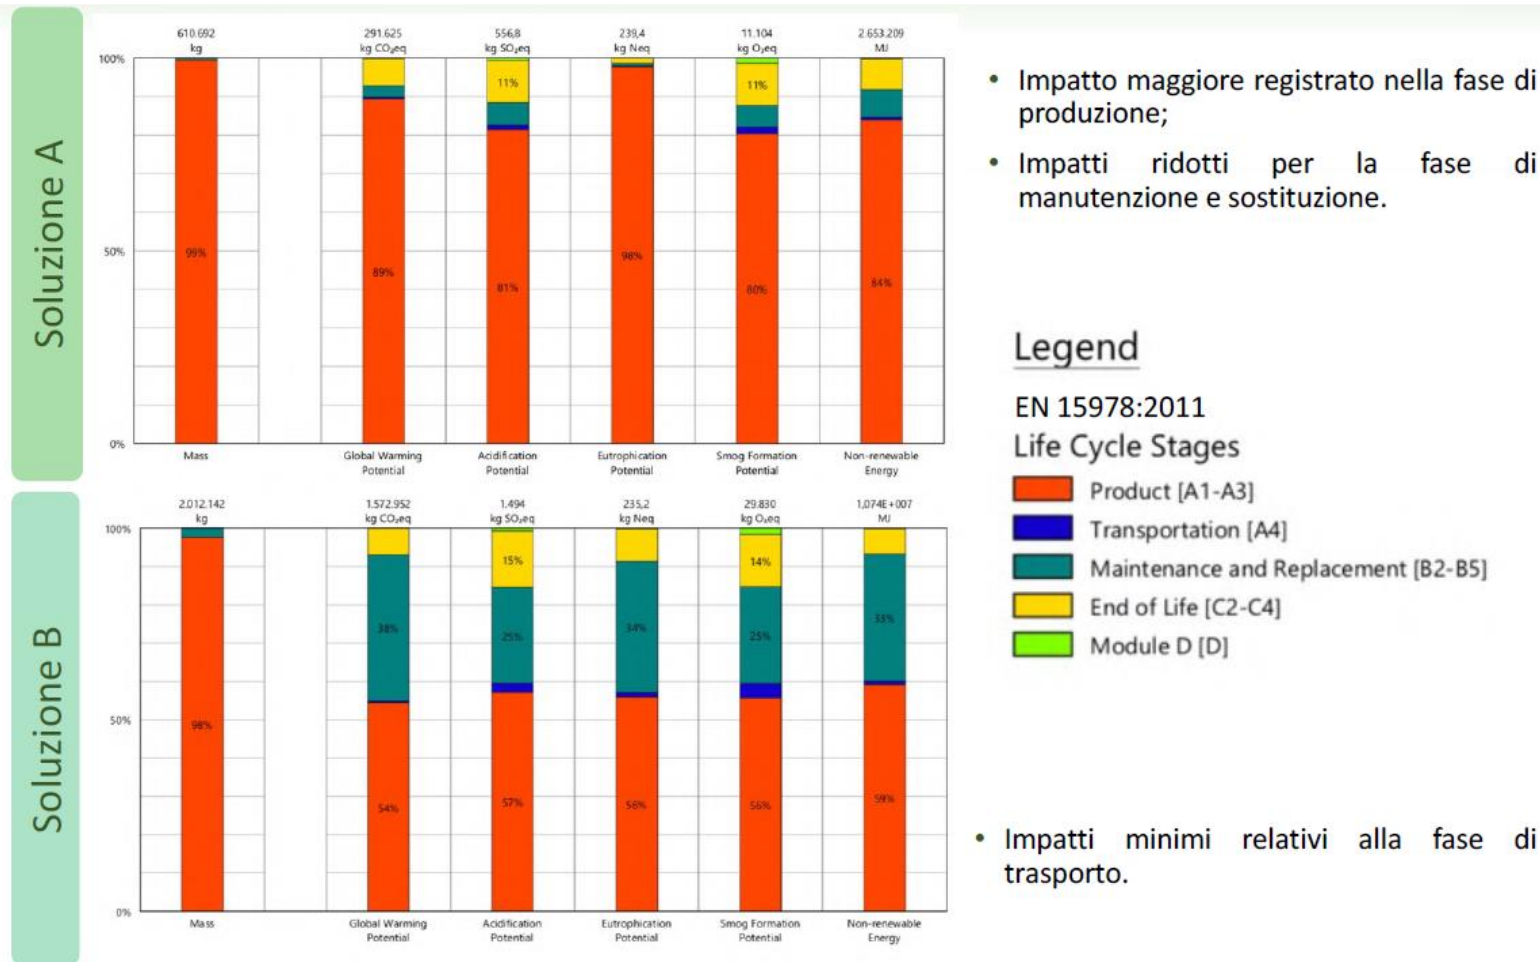 Soluzione A
610.692
kg
291.625
kg CO₂eq
556,8
kg SO₂eq
239,4
kg Neq
11.104
kg O₃eq
2.653.209
MJ
100%
50%
0%
99%
89%
11%
81%
98%
11%
80%
84%
Mass
Global Warming
Potential
Acidification
Potential
Eutrophication
Potential
Smog Formation
Potential
Non-renewable
Energy
• Impatto maggiore registrato nella fase di
produzione;
• Impatti ridotti per la fase di
manutenzione e sostituzione.
Legend
EN 15978:2011
Life Cycle Stages
Product [A1-A3]
Transportation [A4]
Maintenance and Replacement [B2-B5]
End of Life [C2-C4]
Module D [D]
Soluzione B
2.012.142
kg
1.572.952
kg CO₂eq
1.494
kg SO₂eq
235,2
kg Neq
29.830
kg O₃eq
1,074E+007
MJ
100%
50%
0%
98%
38%
54%
15%
25%
57%
34%
56%
14%
25%
56%
33%
59%
Mass
Global Warming
Potential
Acidification
Potential
Eutrophication
Potential
Smog Formation
Potential
Non-renewable
Energy
• Impatti minimi relativi alla fase di
trasporto.